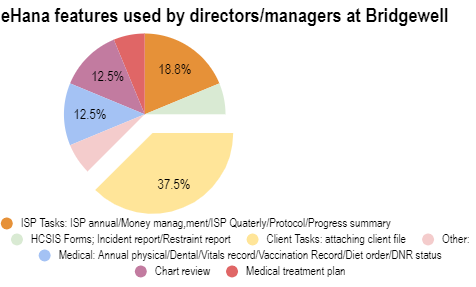 eHana features used by directors/managers at Bridgewell
18.8%
12.5%
12.5%
37.5%
ISP Tasks: ISP annual/Money manag,ment/ISP Quaterly/Protocol/Progress summary
HCSIS Forms; Incident report/Restraint report
Client Tasks: attaching client file
Other:
Medical: Annual physical/Dental/Vitals record/Vaccination Record/Diet order/DNR status
Chart review
Medical treatment plan